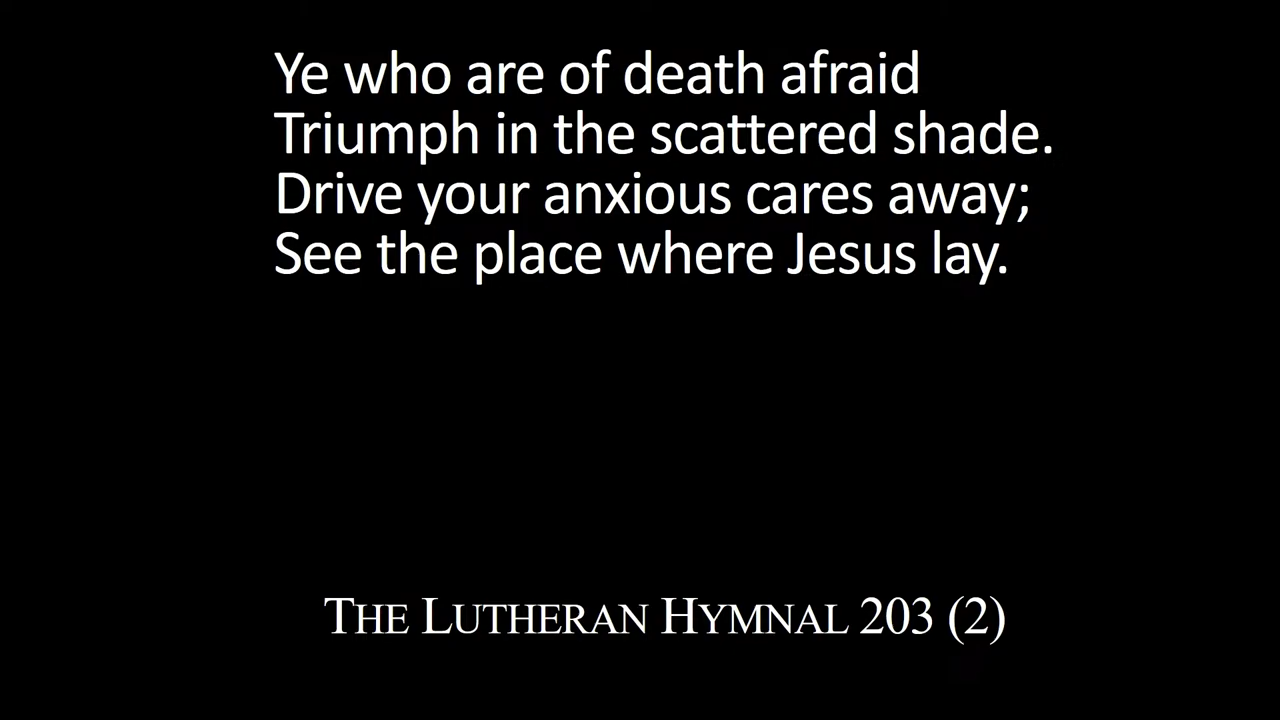 Ye who are of death afraid
Triumph in the scattered shade.
Drive your anxious cares away;
See the place where Jesus lay.
THE LUTHERAN HYMNAL 203 (2)